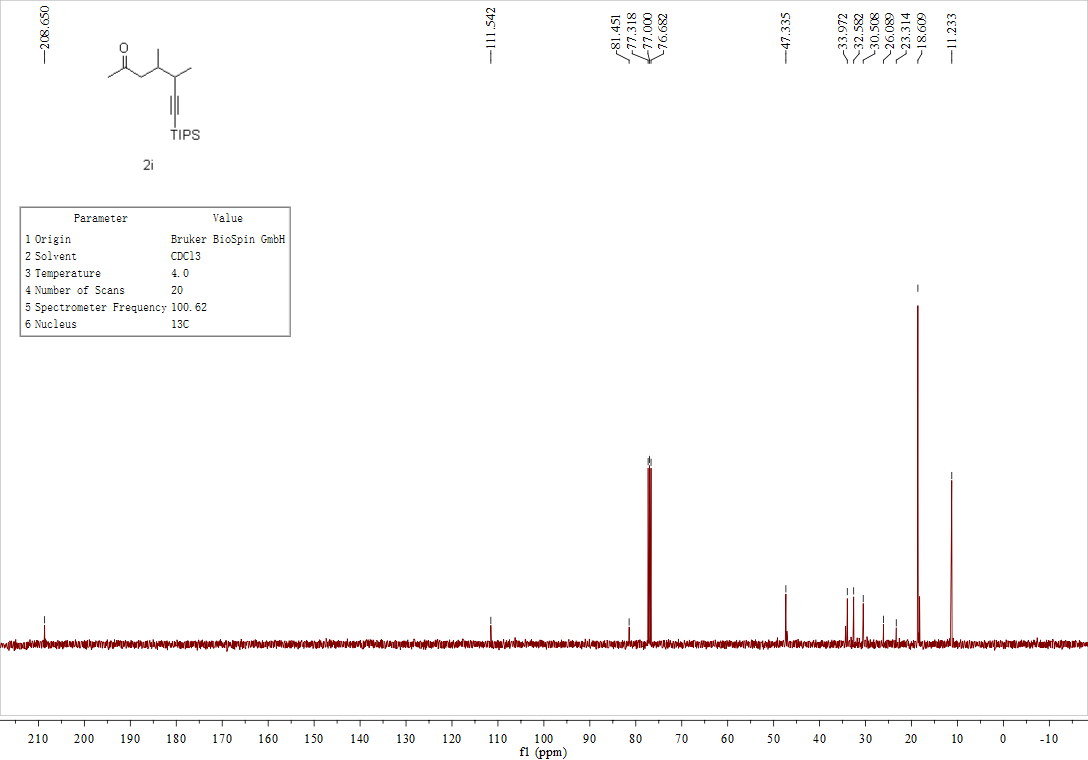 208.650
111.542
81.451
77.318
77.000
76.682
47.335
33.972
32.582
30.508
26.089
23.314
18.609
11.233
O
TIPS
2i
Parameter Value
1 Origin Bruker BioSpin GmbH
2 Solvent CDCl3
3 Temperature 4.0
4 Number of Scans 20
5 Spectrometer Frequency 100.62
6 Nucleus 13C
210 200 190 180 170 160 150 140 130 120 110 100 90 80 70 60 50 40 30 20 10 0 -10
f1 (ppm)